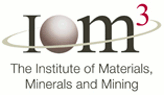 IOM³
The Institute of Materials,
Minerals and Mining